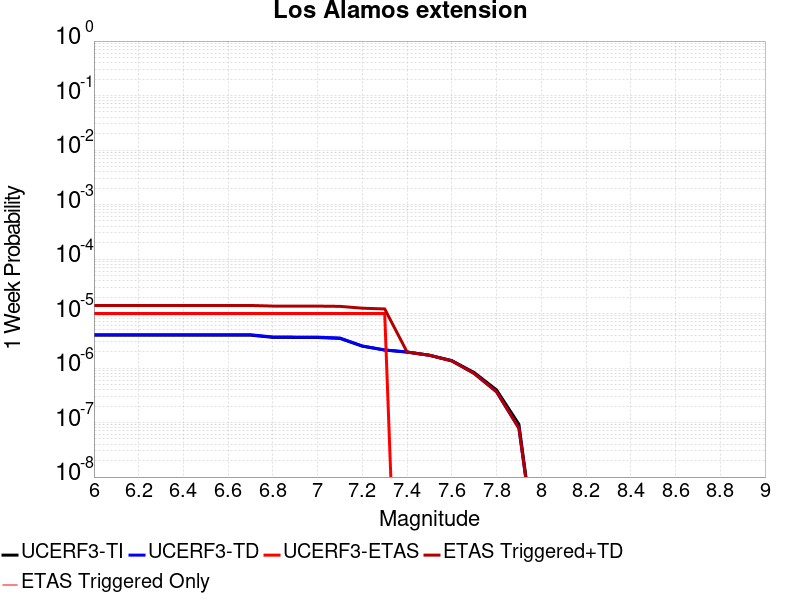 Los Alamos extension
10^0
10^-1
10^-2
10^-3
10^-4
10^-5
10^-6
10^-7
10^-8
1 Week Probability
6 6.2 6.4 6.6 6.8 7 7.2 7.4 7.6 7.8 8 8.2 8.4 8.6 8.8 9
Magnitude
UCERF3-TI UCERF3-TD UCERF3-ETAS ETAS Triggered+TD
ETAS Triggered Only